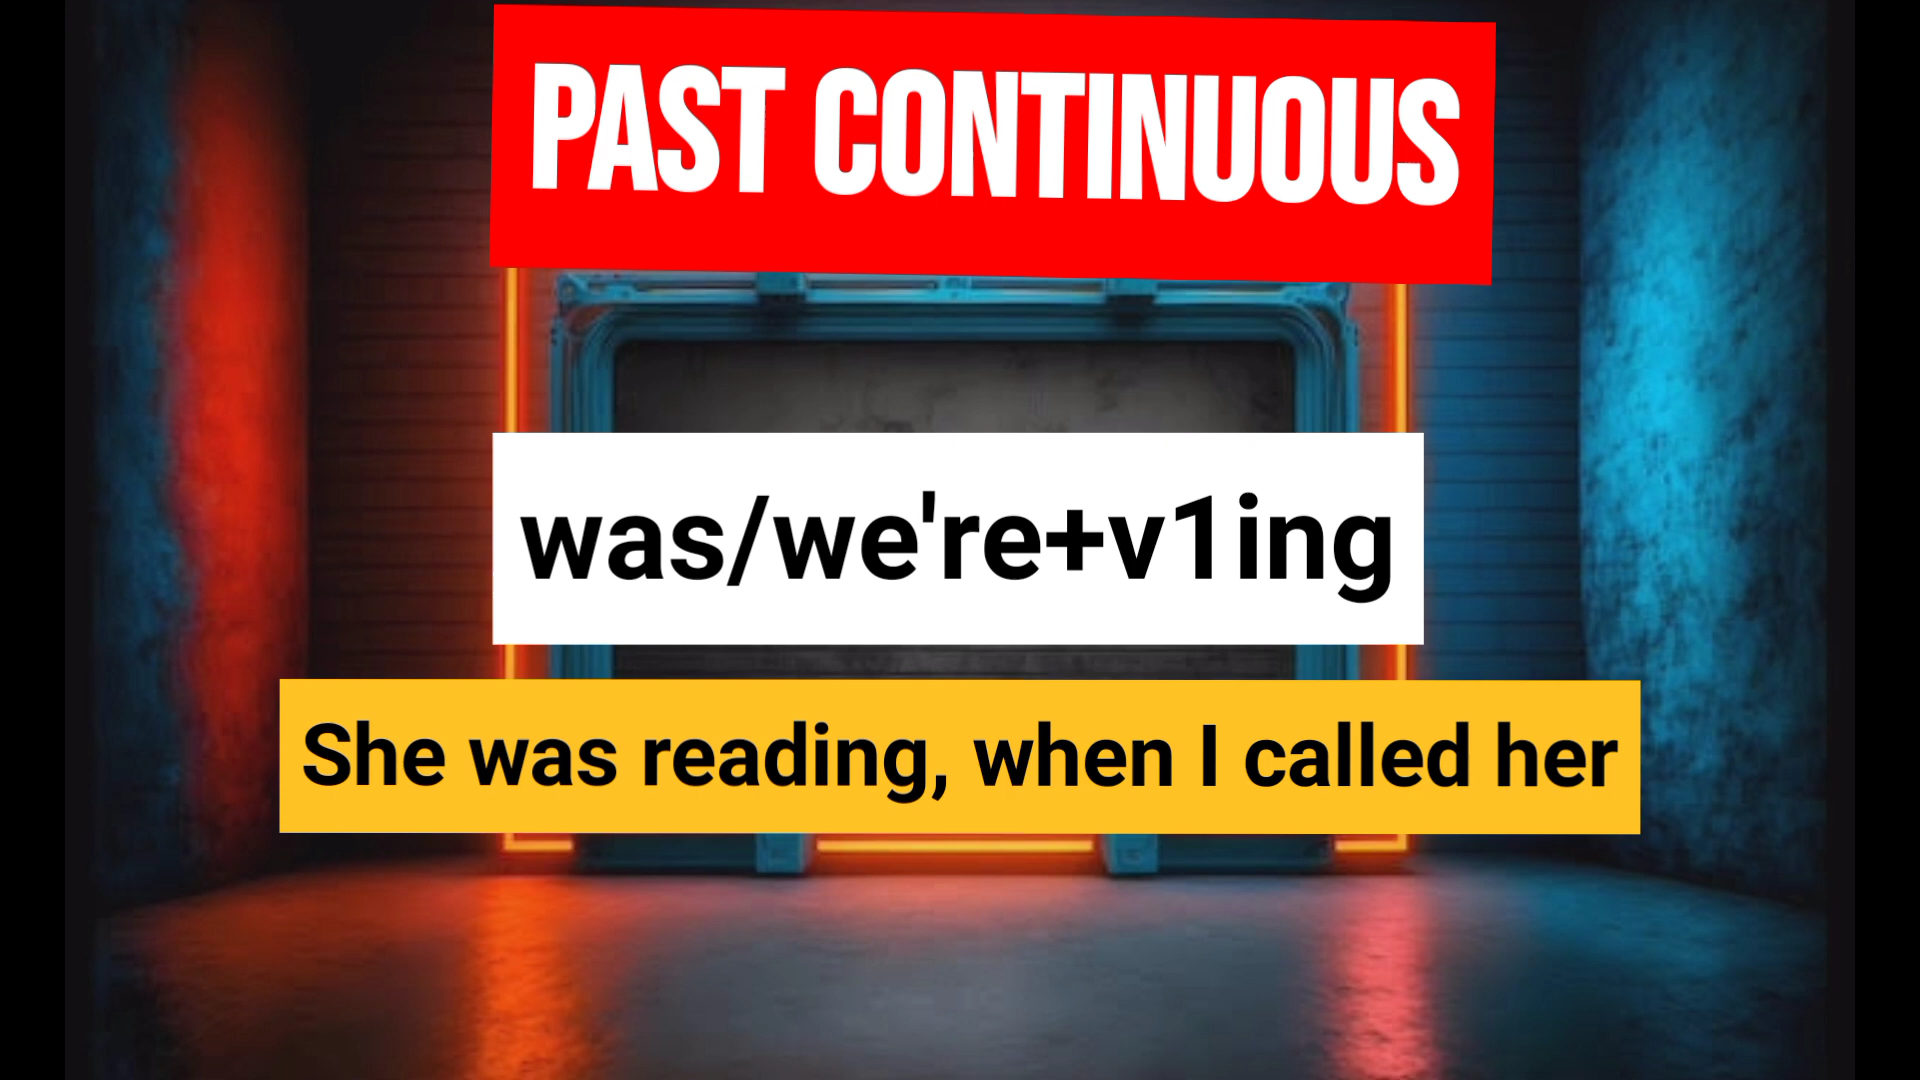 PAST CONTINUOUS
was/we're+v1ing
She was reading, when I called her